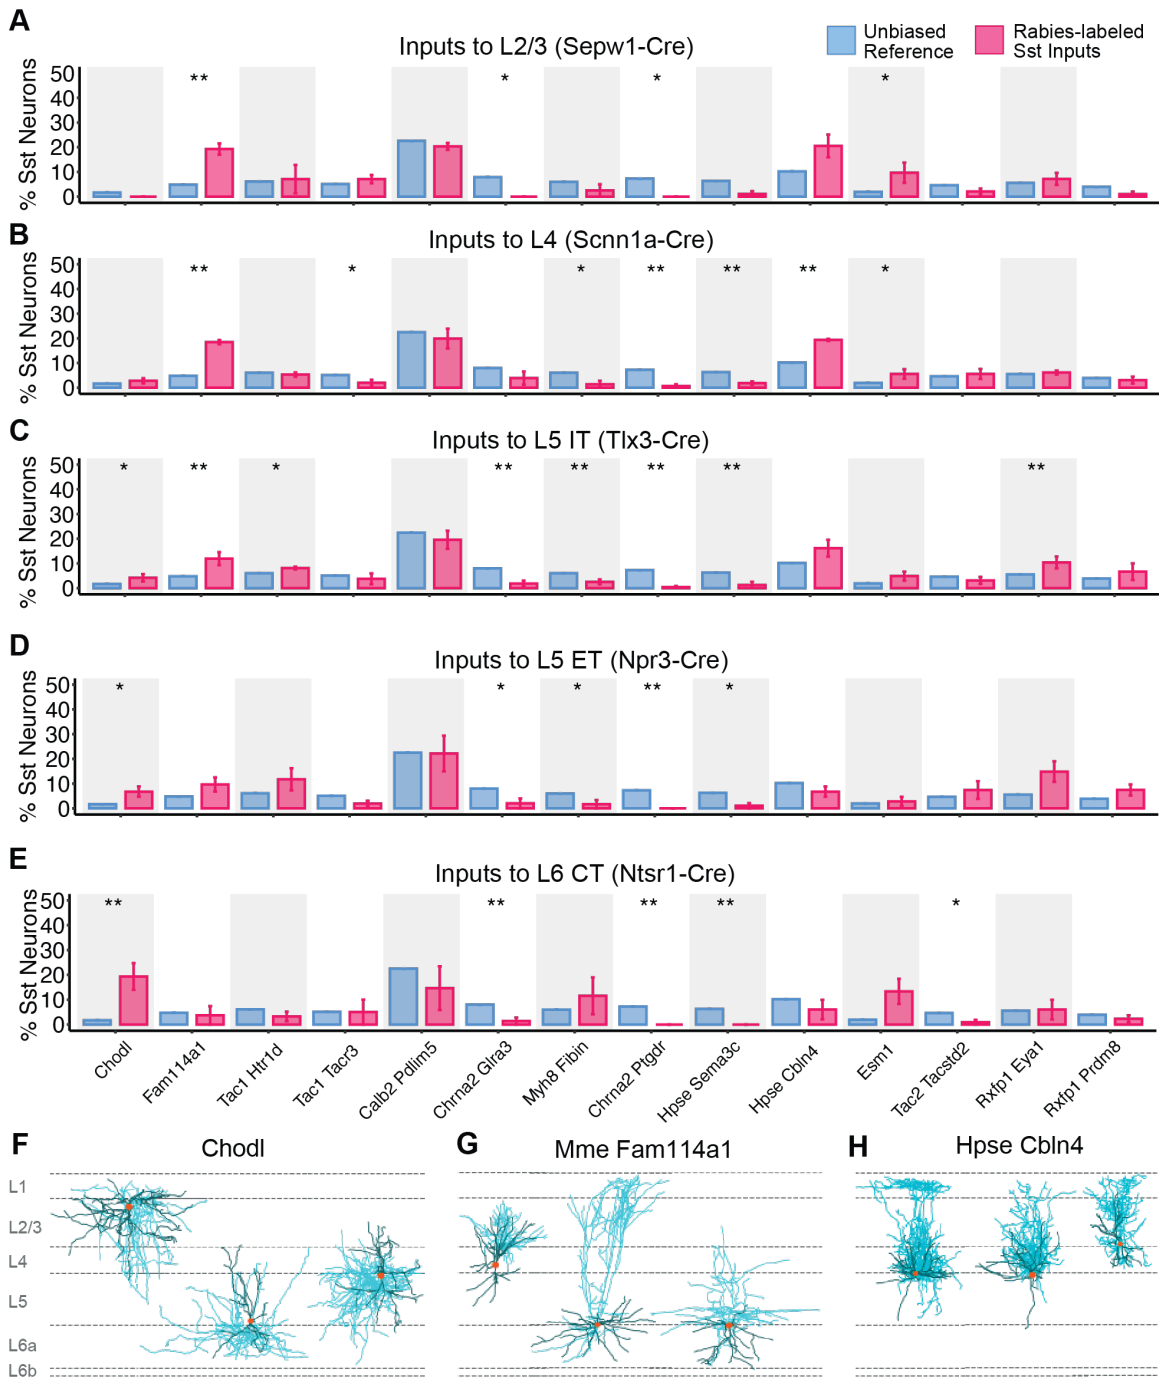 A
Inputs to L2/3 (Sepw1-Cre)
Unbiased
Reference
Rabies-labeled
Sst Inputs
% Sst Neurons
50
40
30
20
10
0
** * * *
B
Inputs to L4 (Scnn1a-Cre)
% Sst Neurons
50
40
30
20
10
0
** * * ** ** ** *
C
Inputs to L5 IT (Tlx3-Cre)
% Sst Neurons
50
40
30
20
10
0
* ** * ** ** ** ** **
D
Inputs to L5 ET (Npr3-Cre)
% Sst Neurons
50
40
30
20
10
0
* * * ** *
E
Inputs to L6 CT (Ntsr1-Cre)
% Sst Neurons
50
40
30
20
10
0
** ** ** ** *
Chodl
Fam114a1
Tac1 Htr1d
Tac1 Tacr3
Calb2 Pdlim5
Chrna2 Glra3
Myh8 Fibin
Chrna2 Ptgdr
Hpse Sema3c
Hpse Cbln4
Esm1
Tac2 Tacstd2
Rxfp1 Eya1
Rxfp1 Prdm8
F
Chodl
G
Mme Fam114a1
H
Hpse Cbln4
L1
L2/3
L4
L5
L6a
L6b